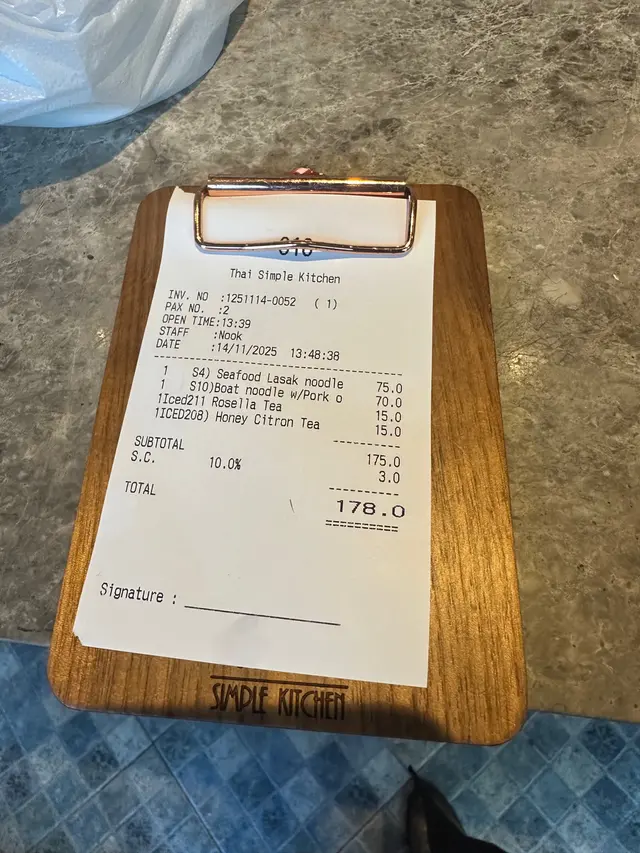 Thai Simple Kitchen
INV. NO :1251114-0052 ( 1)
PAX NO. :2
OPEN TIME:13:39
STAFF :Nook
DATE :14/11/2025 13:48:38
1 S4) Seafood Lasak noodle 75.0
1 S10)Boat noodle w/Pork o 70.0
1Iced211 Rosella Tea 15.0
1ICED208) Honey Citron Tea 15.0
SUBTOTAL 175.0
S.C. 10.0% 3.0
TOTAL 178.0
Signature :
SIMPLE KITCHEN